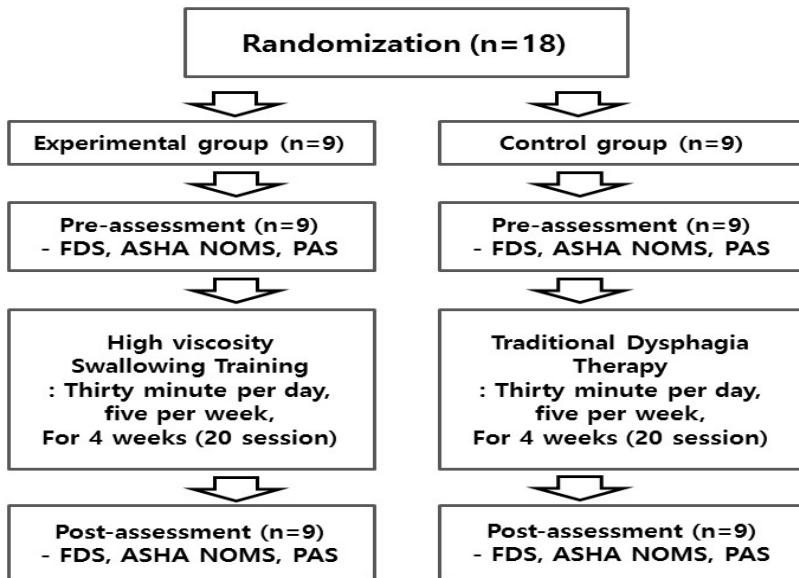 Randomization (n=18)
Experimental group (n=9)
Control group (n=9)
Pre-assessment (n=9)
- FDS, ASHA NOMS, PAS
Pre-assessment (n=9)
- FDS, ASHA NOMS, PAS
High viscosity
Swallowing Training
: Thirty minute per day,
five per week,
For 4 weeks (20 session)
Traditional Dysphagia
Therapy
: Thirty minute per day,
five per week,
For 4 weeks (20 session)
Post-assessment (n=9)
- FDS, ASHA NOMS, PAS
Post-assessment (n=9)
- FDS, ASHA NOMS, PAS